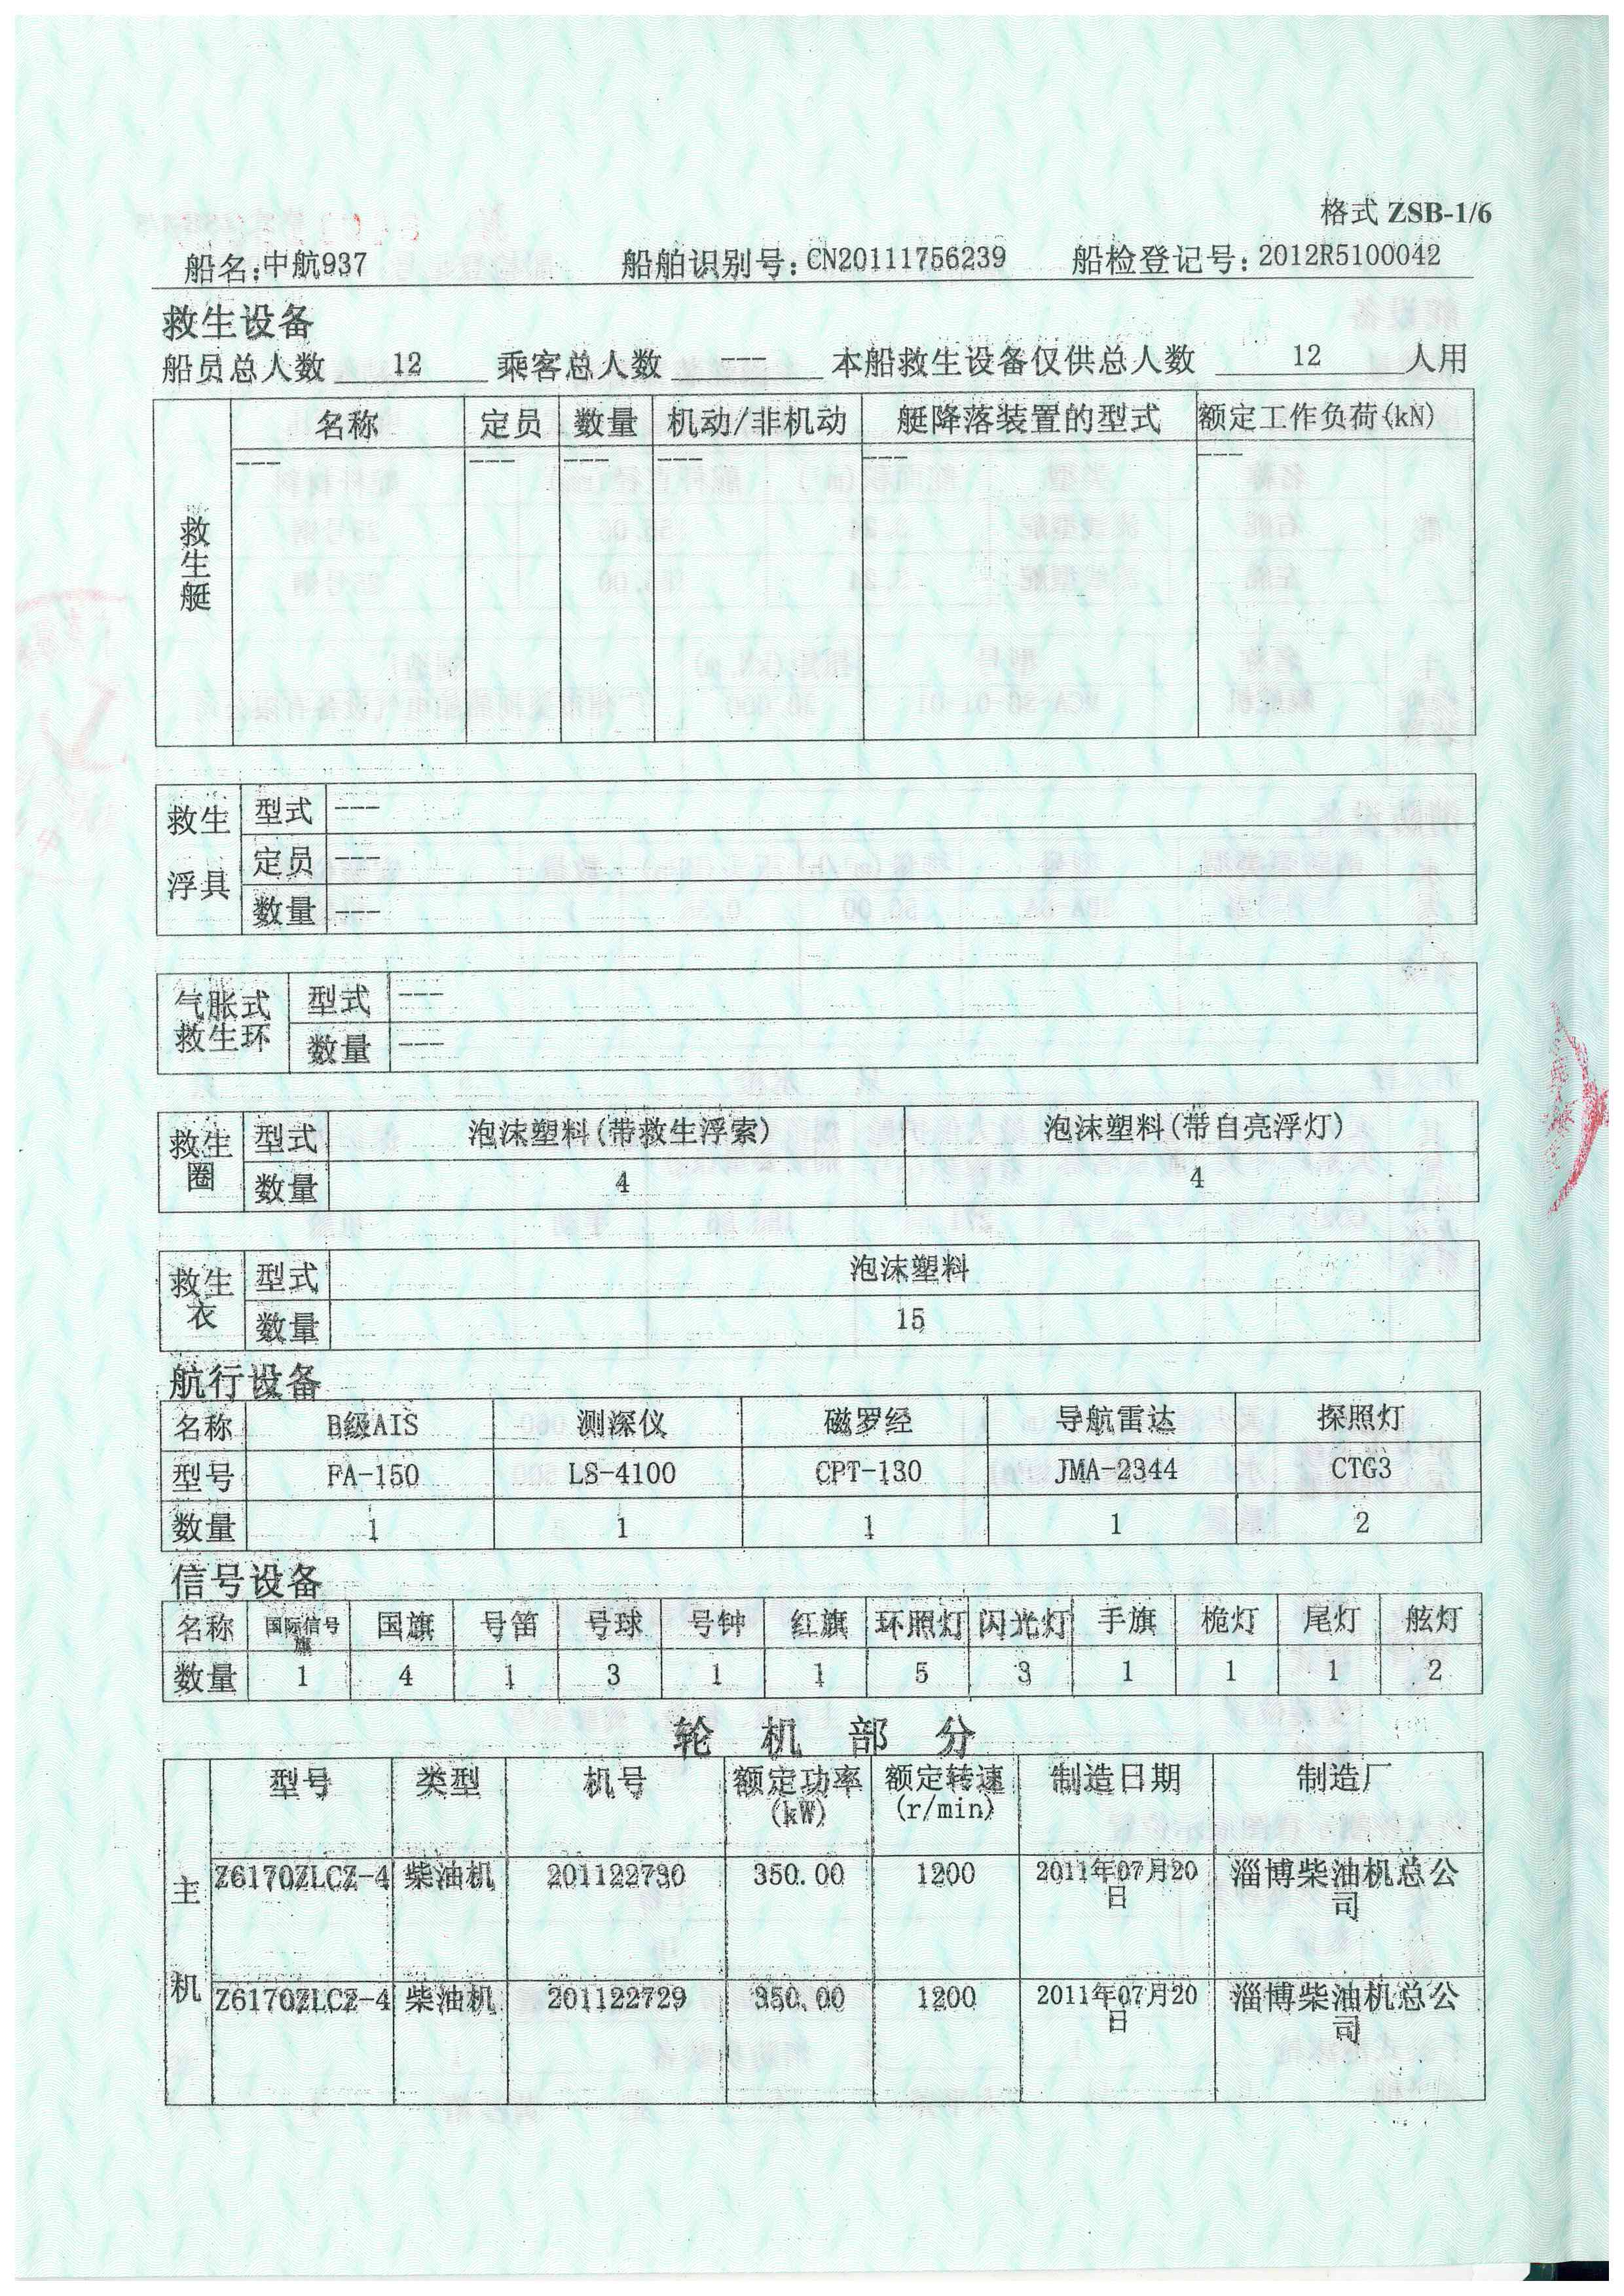 格式 ZSB-1/6
船名:中航937 船舶识别号:CN20111756239 船检登记号:2012R5100042
救生设备
船员总人数 12 乘客总人数 --- 本船救生设备仅供总人数 12 人用
救生艇
名称 定员 数量 机动/非机动 艇降落装置的型式 额定工作负荷(kN)
--- --- --- --- --- ---
救生浮具
型式 ---
定员 ---
数量 ---
气胀式救生环
型式 ---
数量 ---
救生圈
型式 泡沫塑料(带救生浮索) 泡沫塑料(带自亮浮灯)
数量 4 4
救生衣
型式 泡沫塑料
数量 15
航行设备
名称 B级AIS 测深仪 磁罗经 导航雷达 探照灯
型号 FA-150 LS-4100 CPT-130 JMA-2344 CTG3
数量 1 1 1 1 2
信号设备
名称 国际信号旗 国旗 号笛 号球 号钟 红旗 环照灯 闪光灯 手旗 桅灯 尾灯 舷灯
数量 1 4 1 3 1 1 5 3 1 1 1 2
轮机部分
主机
型号 类型 机号 额定功率(kW) 额定转速(r/min) 制造日期 制造厂
Z6170ZLCZ-4 柴油机 201122730 350.00 1200 2011年07月20日 淄博柴油机总公司
Z6170ZLCZ-4 柴油机 201122729 350.00 1200 2011年07月20日 淄博柴油机总公司